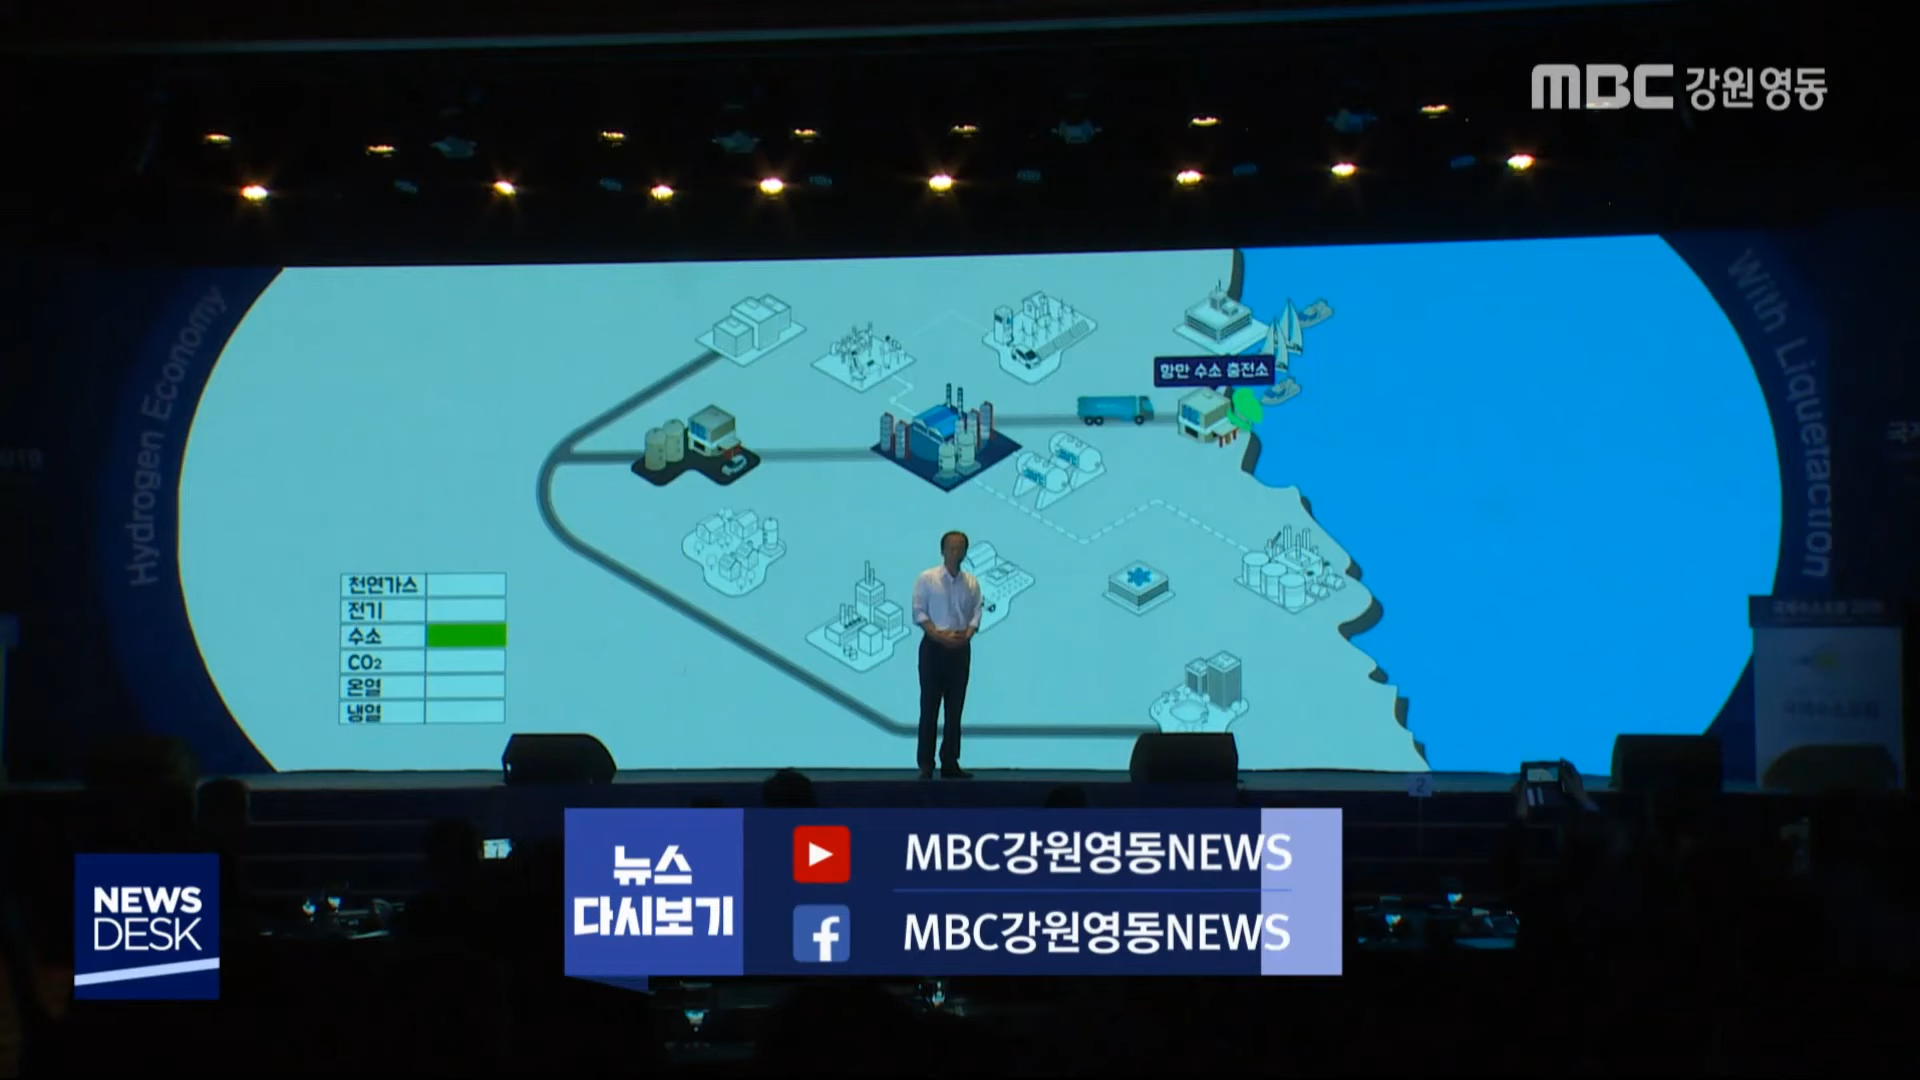 MBC 강원영동
Hydrogen Economy
With Liquefaction
항만 수소 충전소
천연가스
전기
수소
CO₂
온열
냉열
2
뉴스
다시보기
MBC강원영동NEWS
MBC강원영동NEWS
NEWS
DESK